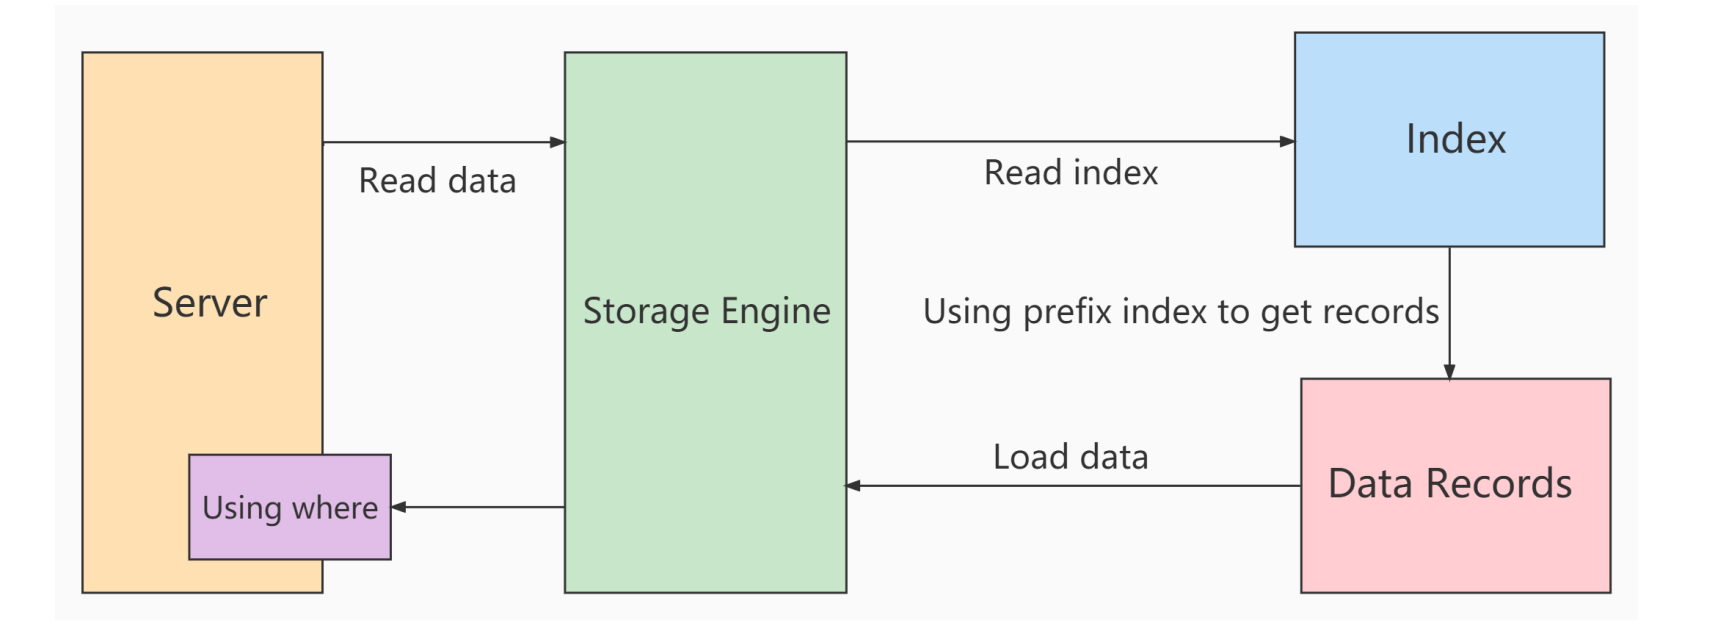 Server
Read data
Storage Engine
Read index
Index
Using prefix index to get records
Data Records
Load data
Using where